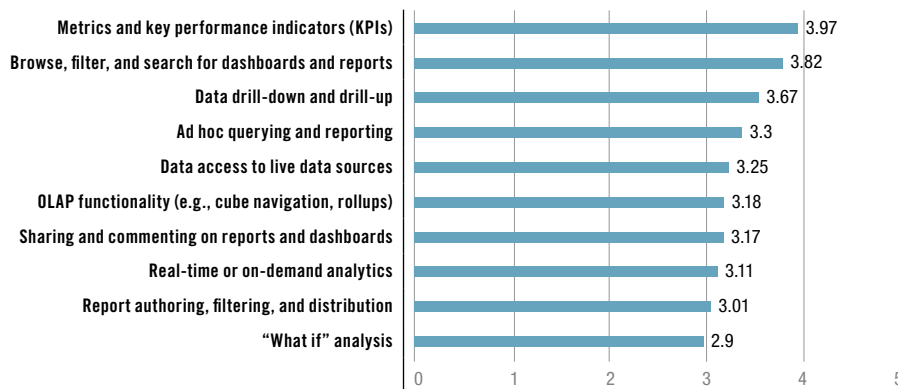 Metrics and key performance indicators (KPIs) 3.97
Browse, filter, and search for dashboards and reports 3.82
Data drill-down and drill-up 3.67
Ad hoc querying and reporting 3.3
Data access to live data sources 3.25
OLAP functionality (e.g., cube navigation, rollups) 3.18
Sharing and commenting on reports and dashboards 3.17
Real-time or on-demand analytics 3.11
Report authoring, filtering, and distribution 3.01
“What if” analysis 2.9
0 1 2 3 4 5